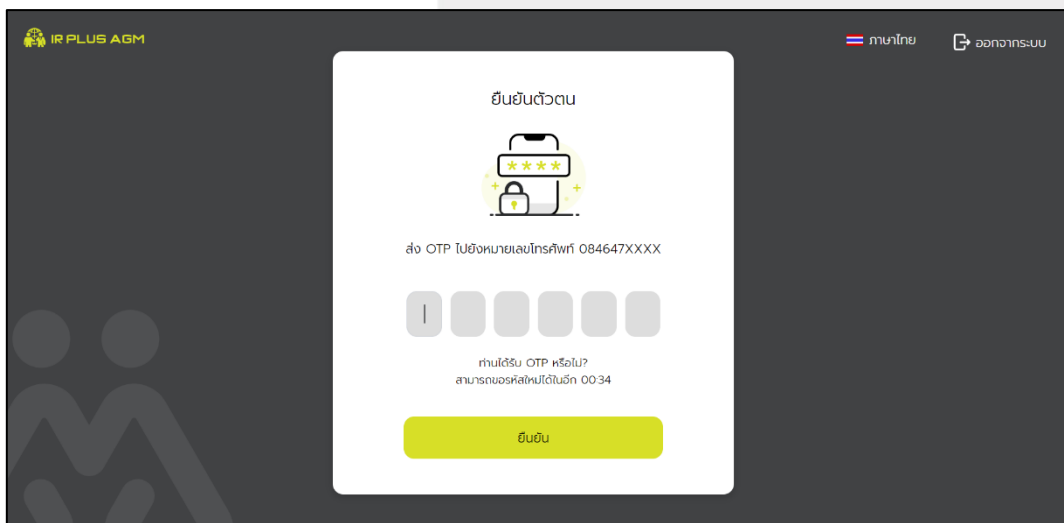 IR PLUS AGM
ภาษาไทย
ออกจากระบบ
ยืนยันตัวตน
****
ส่ง OTP ไปยังหมายเลขโทรศัพท์ 084647XXXX
ท่านได้รับ OTP หรือไม่?
สามารถขอรหัสใหม่ได้ในอีก 00:34
ยืนยัน